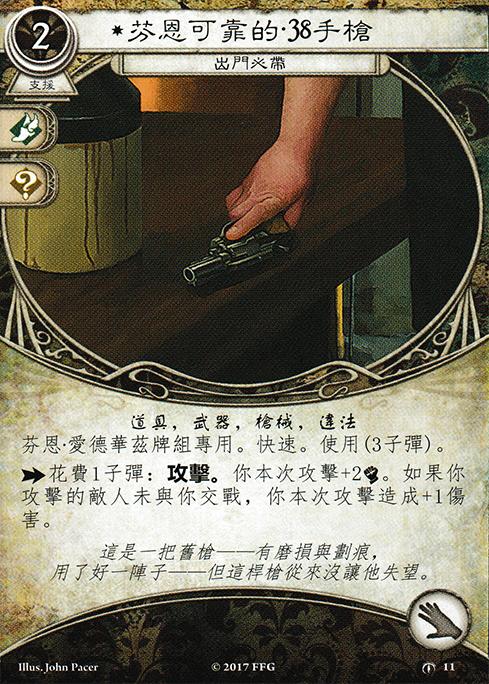 2
*芬恩可靠的.38手槍
出門必帶
支援
?
道具，武器，槍械，違法
芬恩·愛德華茲牌組專用。快速。使用(3子彈)。
花費1子彈：攻擊。你本次攻擊+2。如果你
攻擊的敵人未與你交戰，你本次攻擊造成+1傷
害。
這是一把舊槍——有磨損與劃痕，
用了好一陣子——但這桿槍從來沒讓他失望。
Illus. John Pacer
© 2017 FFG
11